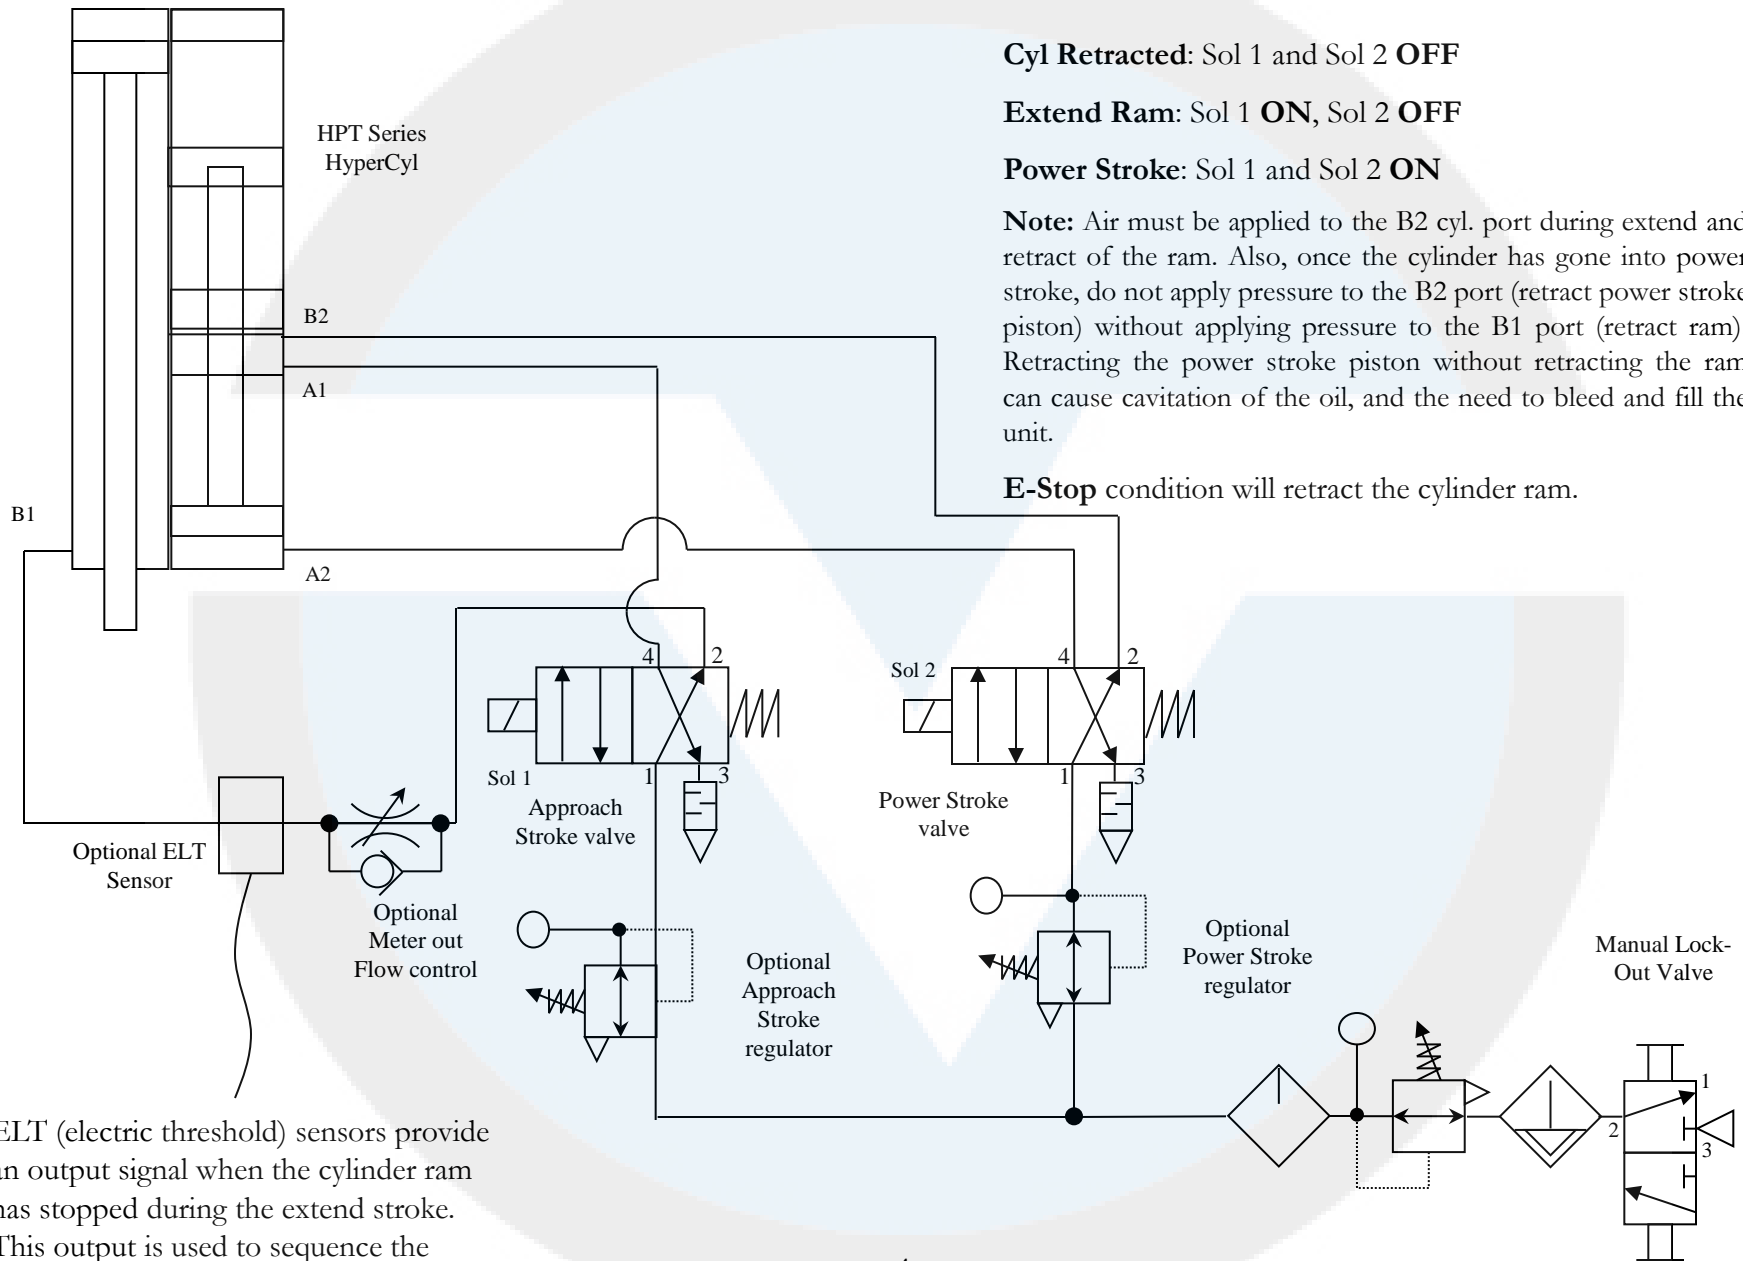 Cyl Retracted: Sol 1 and Sol 2 OFF
Extend Ram: Sol 1 ON, Sol 2 OFF
Power Stroke: Sol 1 and Sol 2 ON
Note: Air must be applied to the B2 cyl. port during extend and
retract of the ram. Also, once the cylinder has gone into power
stroke, do not apply pressure to the B2 port (retract power stroke
piston) without applying pressure to the B1 port (retract ram)
Retracting the power stroke piston without retracting the ram
can cause cavitation of the oil, and the need to bleed and fill the
unit.
E-Stop condition will retract the cylinder ram.
HPT Series
HyperCyl
B2
A1
B1
A2
4
2
Sol 1
1
3
Approach
Stroke valve
Sol 2
4
2
1
3
Power Stroke
valve
Optional ELT
Sensor
Optional
Meter out
Flow control
Optional
Approach
Stroke
regulator
Optional
Power Stroke
regulator
Manual Lock-
Out Valve
1
2
3
ELT (electric threshold) sensors provide
an output signal when the cylinder ram
has stopped during the extend stroke.
This output is used to sequence the